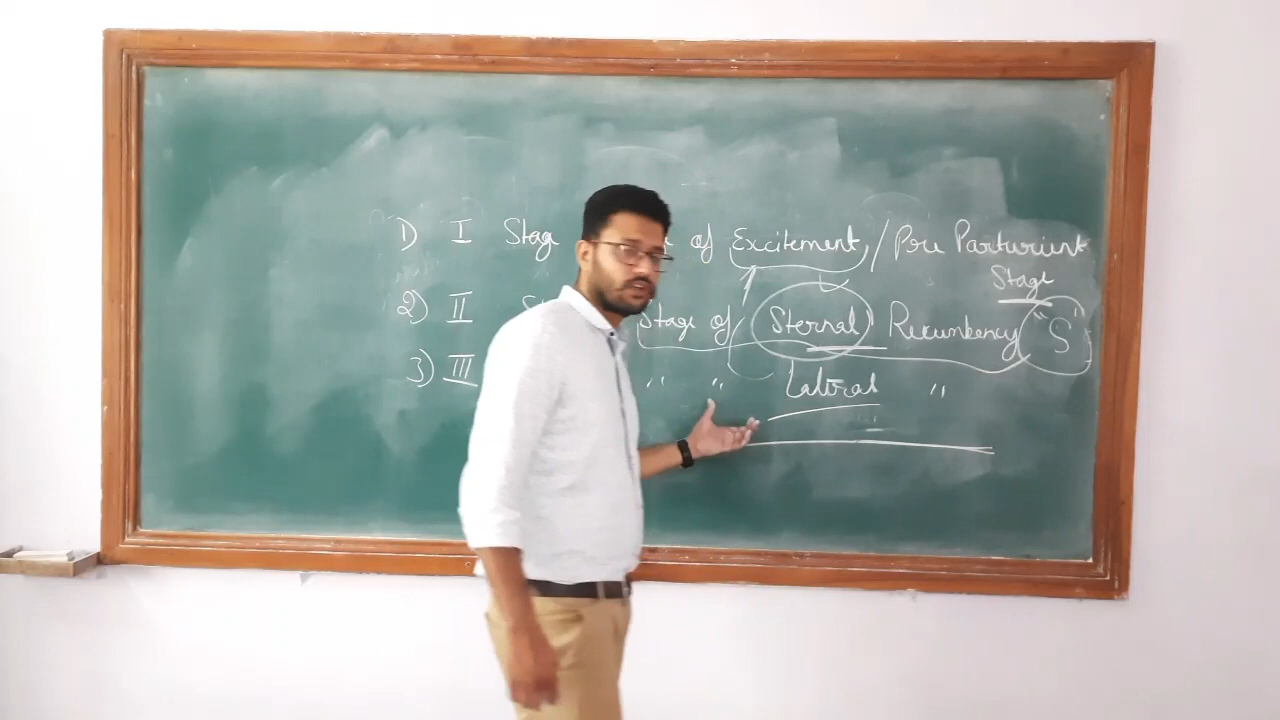 1) I Stage of Excitement / Pre Parturient
Stage
2) II Stage of Sternal Recumbency "S"
3) III " " Lateral "